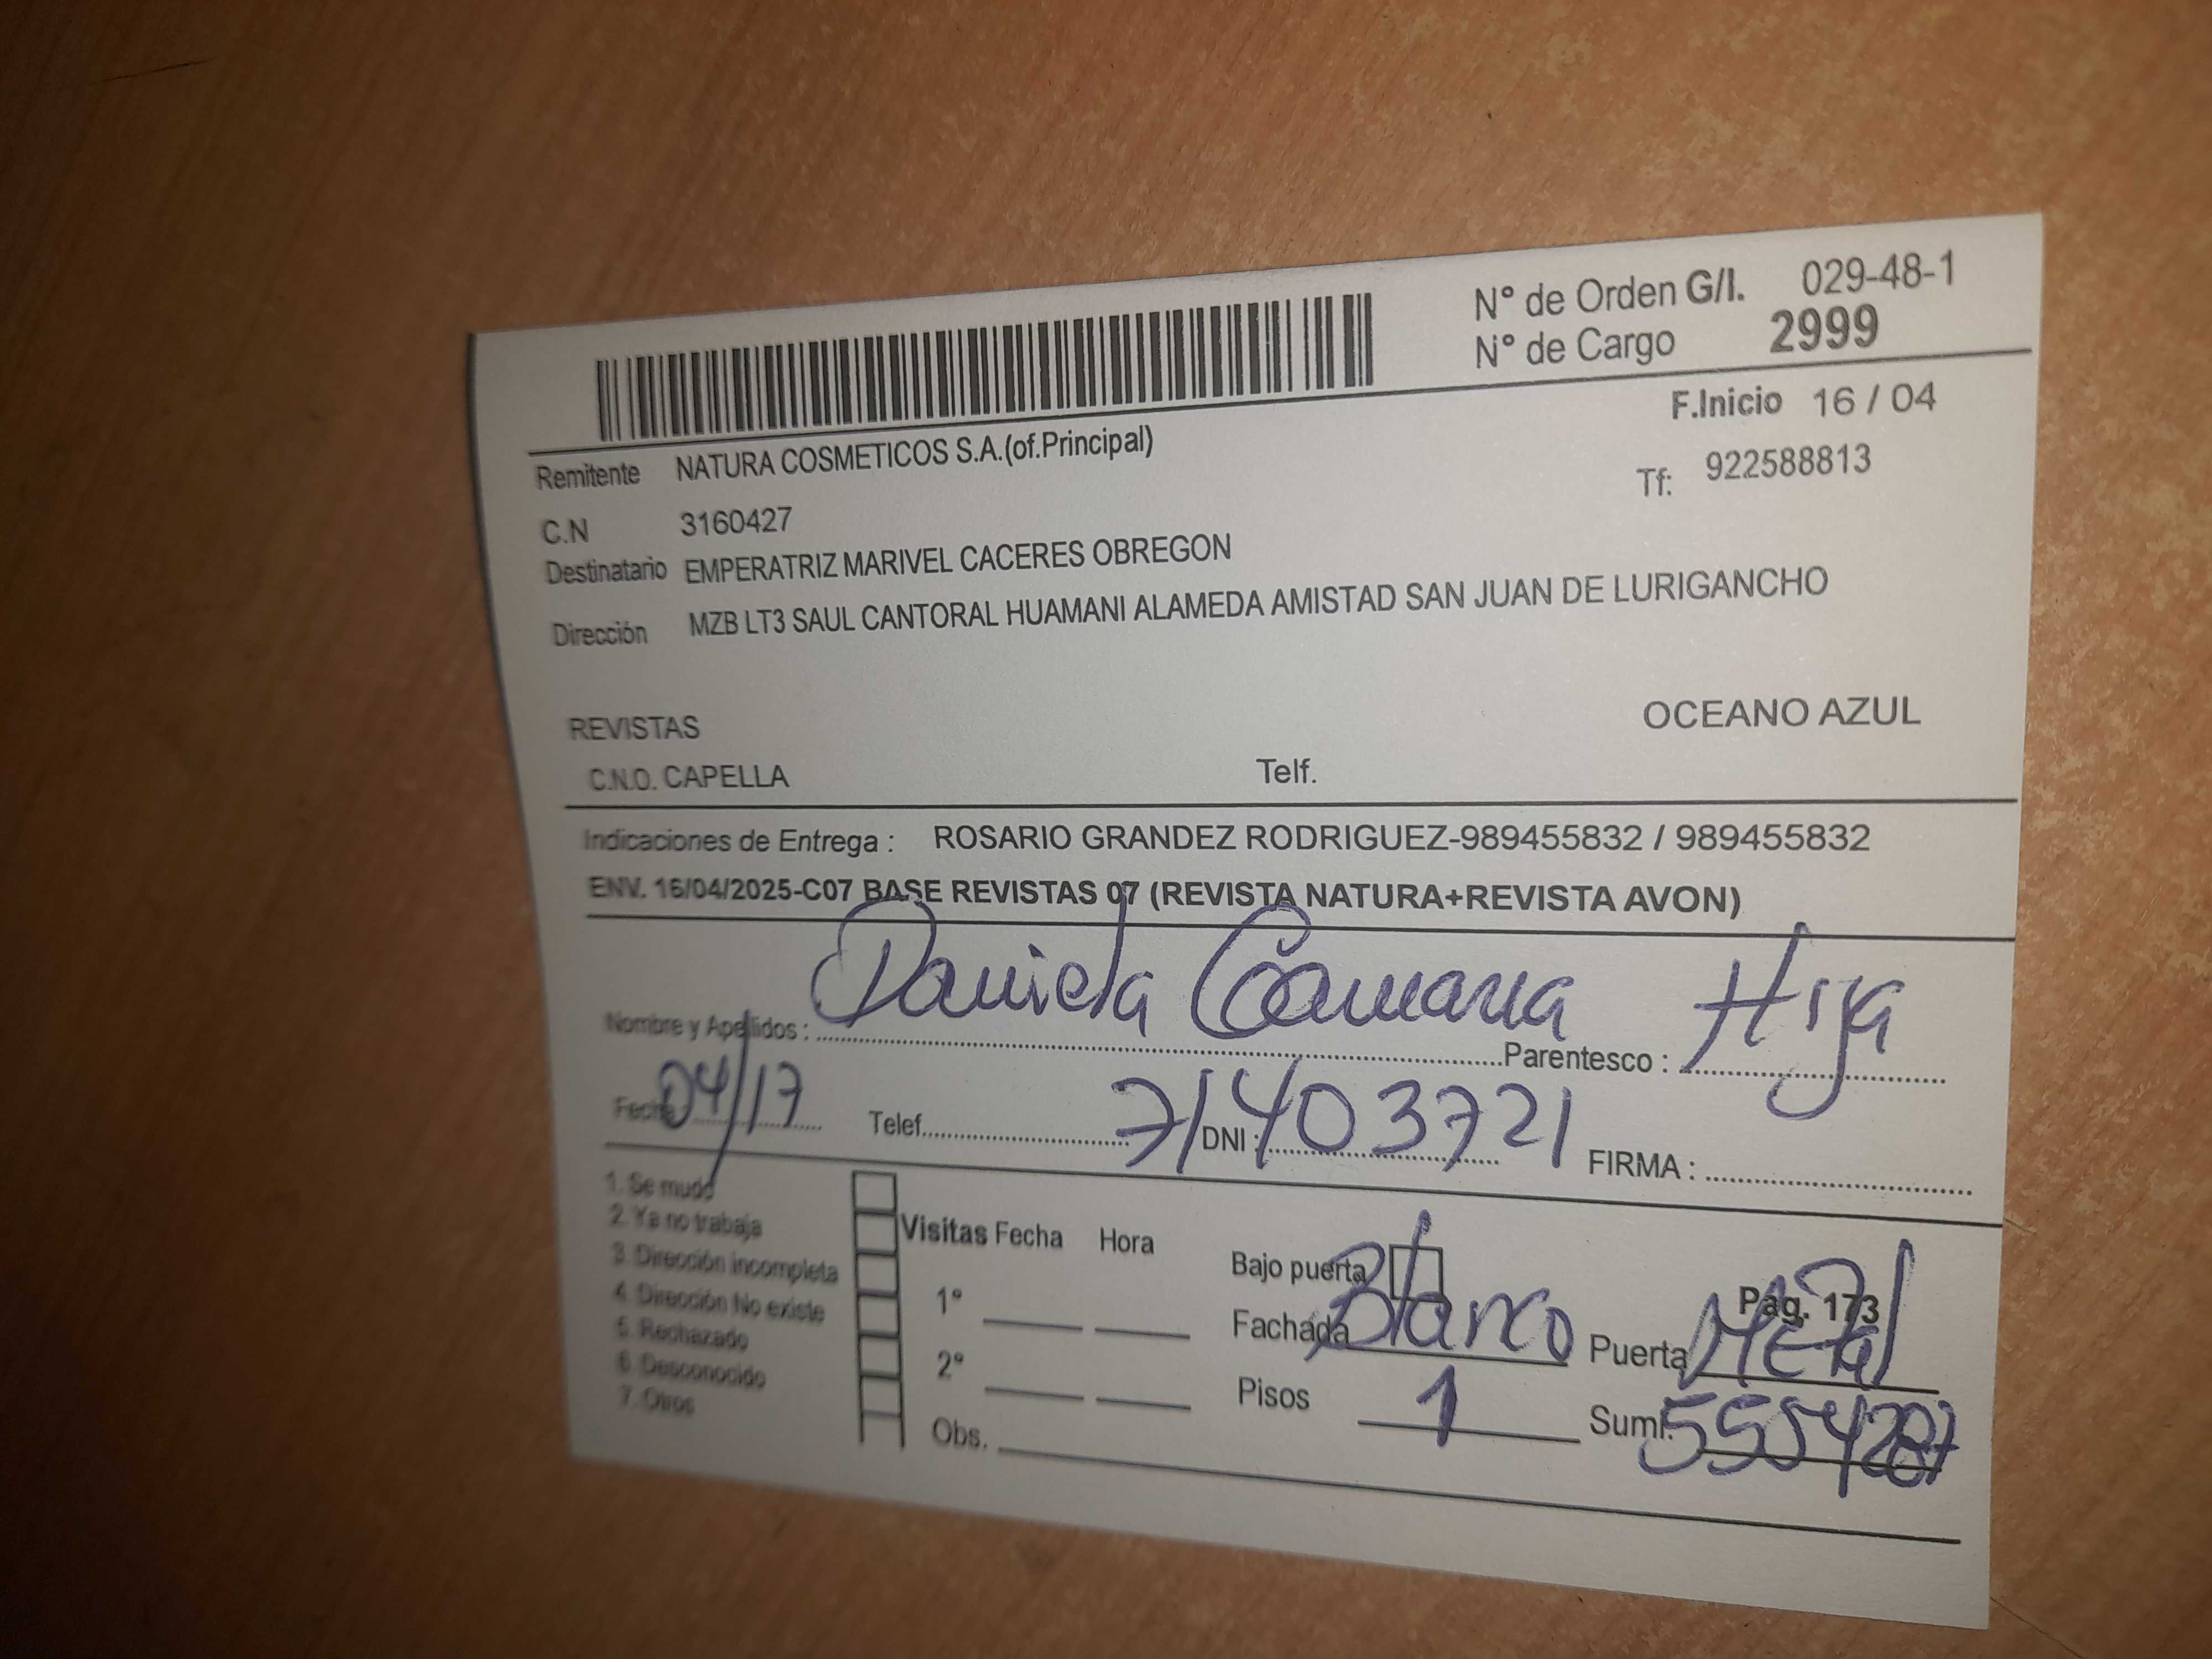 N° de Orden G/I. 029-48-1
N° de Cargo 2999
F.Inicio 16 / 04
Remitente NATURA COSMETICOS S.A.(of.Principal)
Tf: 922588813
C.N 3160427
Destinatario EMPERATRIZ MARIVEL CACERES OBREGON
Dirección MZB LT3 SAUL CANTORAL HUAMANI ALAMEDA AMISTAD SAN JUAN DE LURIGANCHO
REVISTAS OCEANO AZUL
C.N.O. CAPELLA Telf.
Indicaciones de Entrega : ROSARIO GRANDEZ RODRIGUEZ-989455832 / 989455832
ENV. 16/04/2025-C07 BASE REVISTAS 07 (REVISTA NATURA+REVISTA AVON)
Nombre y Apellidos : Daniela Camana Parentesco : Hija
Fecha 04/17 Telef. DNI : 71403721 FIRMA :
1. Se mudó
2. Ya no trabaja
3. Dirección incompleta
4. Dirección No existe
5. Rechazado
6. Desconocido
7. Otros
Visitas Fecha Hora
1°
2°
Obs.
Bajo puerta
Pag. 173
Fachada Blanco Puerta Metal
Pisos 1 Sumi.